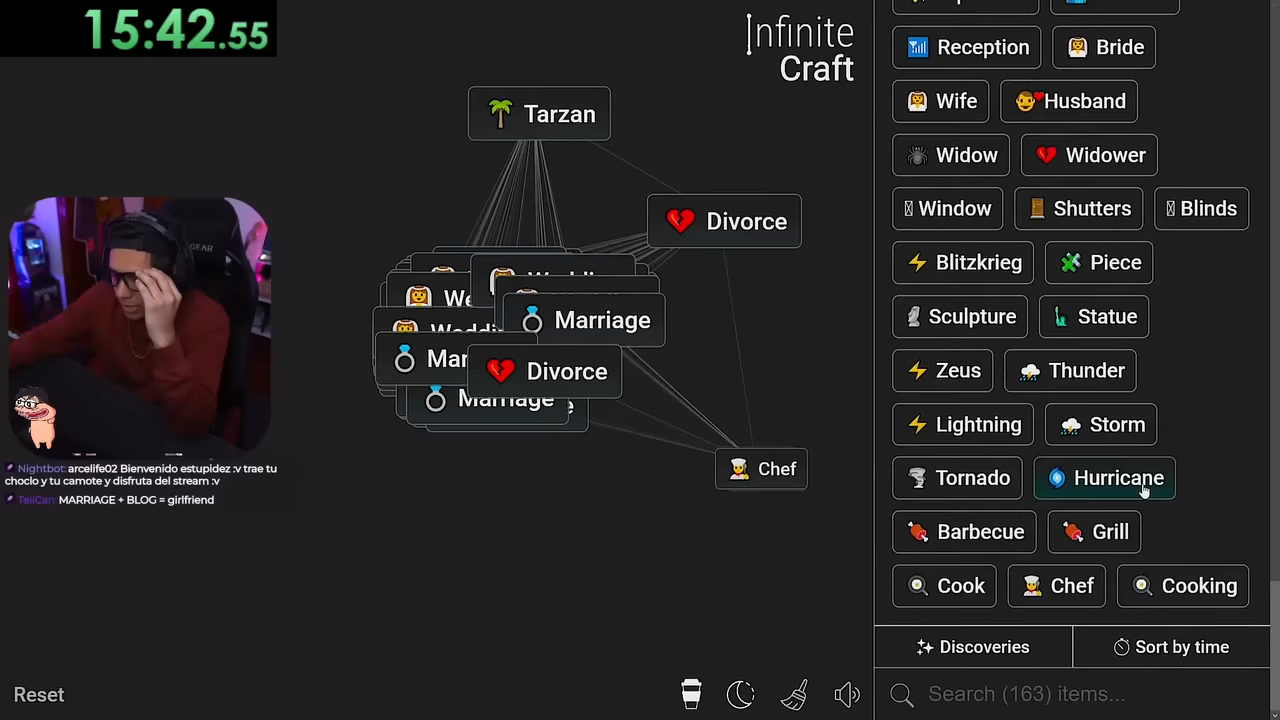 15:42.55
Infinite
Craft
Reception
Bride
Wife
Husband
Widow
Widower
Window
Shutters
Blinds
Blitzkrieg
Piece
Sculpture
Statue
Zeus
Thunder
Lightning
Storm
Tornado
Hurricane
Barbecue
Grill
Cook
Chef
Cooking
Discoveries
Sort by time
Search (163) items...
Tarzan
Divorce
Marriage
Divorce
Marriage
Chef
GEAR
Nightbot: arcelife02 Bienvenido estupidez :v trae tu
choclo y tu camote y disfruta del stream :v
TeiiCan: MARRIAGE + BLOG = girlfriend
Reset